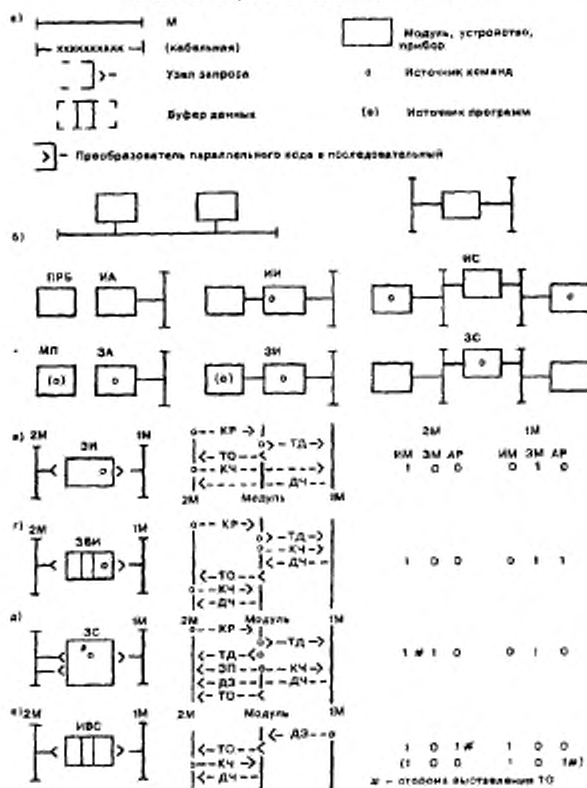 а) М
(кабельная) Модуль, устройство, прибор
Узел запроса о Источник команд
Буфер данных (о) Источник программ
Преобразователь параллельного кода в последовательный
б)
ПРБ ИА ИИ ИС
МП ЗА ЗИ ЗС
в) 2М ЗИ 1М КР ТД 2М 1М
ТО ИМ ЗМ АР ИМ ЗМ АР
КЧ 1 0 0 0 1 0
ДЧ
2М Модуль 1М
г) ЗБИ КР ТД
КЧ
ДЧ 1 0 0 0 1 1
ТО
КЧ
ДЧ
2М Модуль 1М
д) ЗС 1М КР
ТД
ТД 1 # 1 0 0 1 0
ЗП КЧ
ДЗ ДЧ
ТО
е) 2М ИБС 1М 2М Модуль 1М
ДЗ
ТО 1 0 1# 1 0 0
КЧ (1 0 0 1 0 1#)
ДЧ
# - сторона выставления ТО